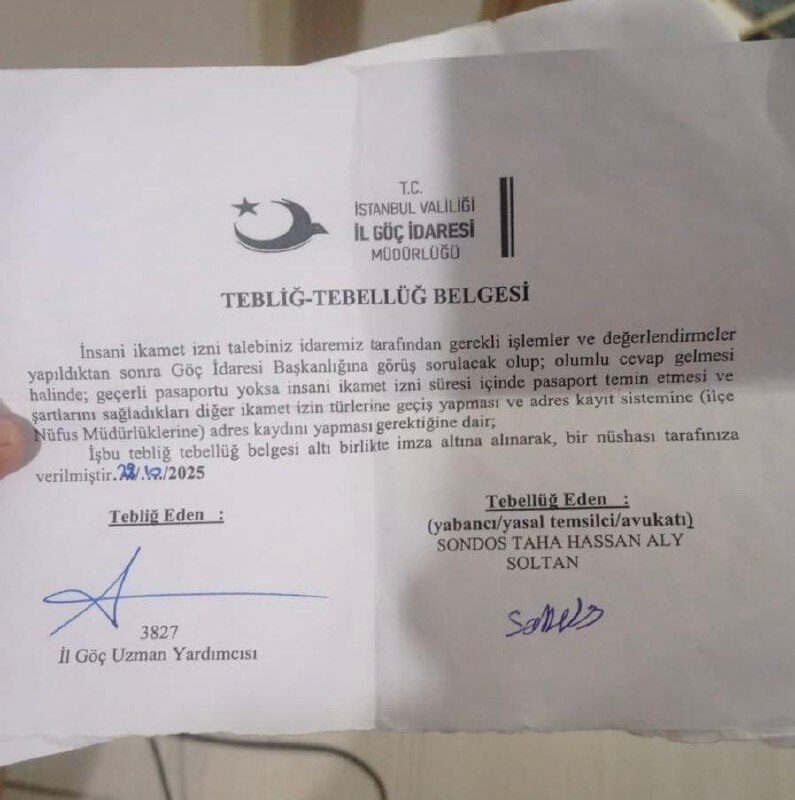 T.C.
İSTANBUL VALİLİĞİ
İL GÖÇ İDARESİ
MÜDÜRLÜĞÜ
TEBLİĞ-TEBELLÜĞ BELGESİ
İnsani ikamet izni talebiniz idaremiz tarafından gerekli işlemler ve değerlendirmeler
yapıldıktan sonra Göç İdaresi Başkanlığına görüş sorulacak olup; olumlu cevap gelmesi
halinde; geçerli pasaportu yoksa insani ikamet izni süresi içinde pasaport temin etmesi ve
şartlarını sağladıkları diğer ikamet izin türlerine geçiş yapması ve adres kayıt sistemine (ilçe
Nüfus Müdürlüklerine) adres kaydını yapması gerektiğine dair;
İşbu tebliğ tebellüğ belgesi altı birlikte imza altına alınarak, bir nüshası tarafınıza
verilmiştir. /2025
Tebliğ Eden :
3827
İl Göç Uzman Yardımcısı
Tebellüğ Eden :
(yabancı/yasal temsilci/avukatı)
SONDOS TAHA HASSAN ALY
SOLTAN